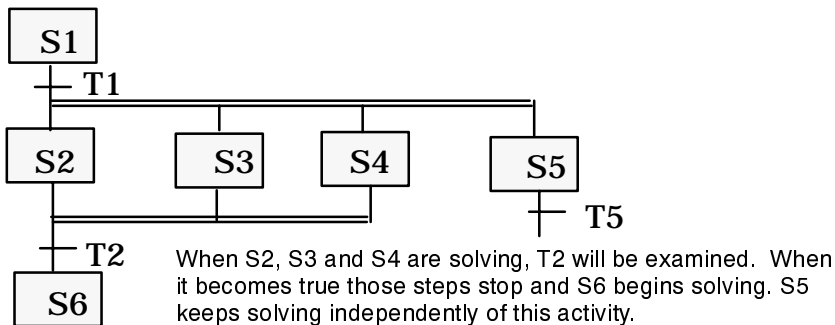 S1
T1
S2 S3 S4 S5
T5
T2
When S2, S3 and S4 are solving, T2 will be examined. When
it becomes true those steps stop and S6 begins solving. S5
keeps solving independently of this activity.
S6